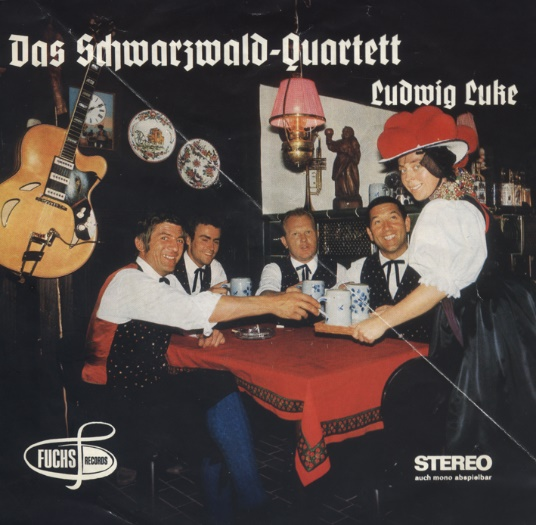 Das Schwarzwald-Quartett
Ludwig Luke
FUCHS RECORDS
STEREO
auch mono abspielbar